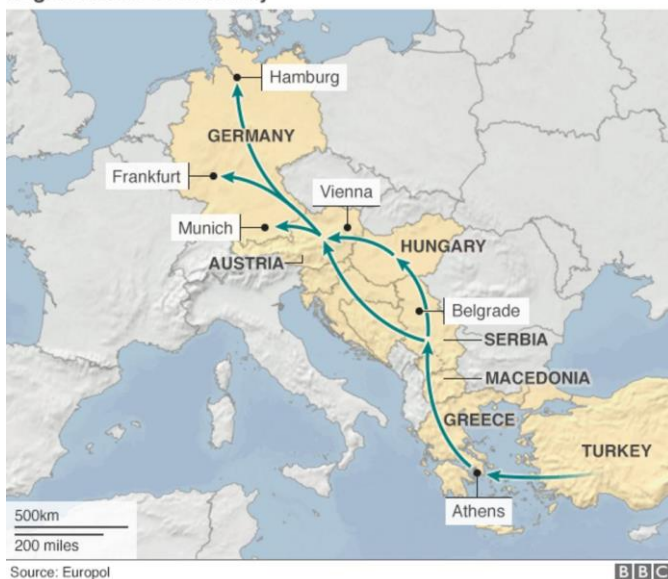 Hamburg
GERMANY
Frankfurt
Vienna
Munich
HUNGARY
AUSTRIA
Belgrade
SERBIA
MACEDONIA
GREECE
TURKEY
Athens
500km
200 miles
Source: Europol
BBC